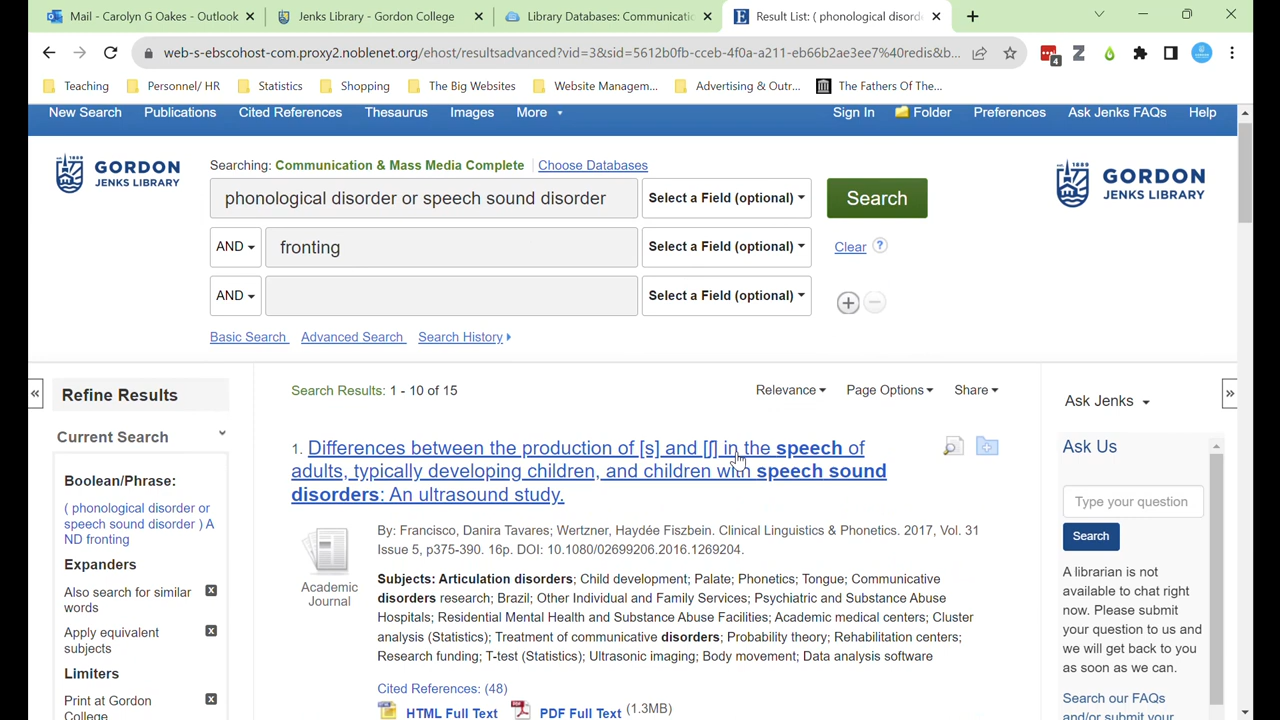 Mail - Carolyn G Oakes - Outlook
Jenks Library - Gordon College
Library Databases: Communicatio
Result List: ( phonological disord
web-s-ebscohost-com.proxy2.noblenet.org/ehost/resultsadvanced?vid=3&sid=5612b0fb-cceb-4f0a-a211-eb66b2ae3ee7%40redis&b...
4
Teaching
Personnel/ HR
Statistics
Shopping
The Big Websites
Website Managem...
Advertising & Outr...
The Fathers Of The...
New Search
Publications
Cited References
Thesaurus
Images
More
Sign In
Folder
Preferences
Ask Jenks FAQs
Help
GORDON
JENKS LIBRARY
Searching: Communication & Mass Media Complete
Choose Databases
phonological disorder or speech sound disorder
Select a Field (optional)
Search
AND
fronting
Select a Field (optional)
Clear
?
AND
Select a Field (optional)
Basic Search
Advanced Search
Search History
GORDON
JENKS LIBRARY
«
Refine Results
Current Search
Boolean/Phrase:
( phonological disorder or
speech sound disorder ) A
ND fronting
Expanders
Also search for similar
words
Apply equivalent
subjects
Limiters
Print at Gordon
College
Search Results: 1 - 10 of 15
Relevance
Page Options
Share
1. Differences between the production of [s] and [ʃ] in the speech of
adults, typically developing children, and children with speech sound
disorders: An ultrasound study.
Academic
Journal
By: Francisco, Danira Tavares; Wertzner, Haydée Fiszbein. Clinical Linguistics & Phonetics. 2017, Vol. 31
Issue 5, p375-390. 16p. DOI: 10.1080/02699206.2016.1269204.
Subjects: Articulation disorders; Child development; Palate; Phonetics; Tongue; Communicative
disorders research; Brazil; Other Individual and Family Services; Psychiatric and Substance Abuse
Hospitals; Residential Mental Health and Substance Abuse Facilities; Academic medical centers; Cluster
analysis (Statistics); Treatment of communicative disorders; Probability theory; Rehabilitation centers;
Research funding; T-test (Statistics); Ultrasonic imaging; Body movement; Data analysis software
Cited References: (48)
HTML Full Text
PDF Full Text (1.3MB)
»
Ask Jenks
Ask Us
Type your question
Search
A librarian is not
available to chat right
now. Please submit
your question to us and
we will get back to you
as soon as we can.
Search our FAQs
and/or submit your